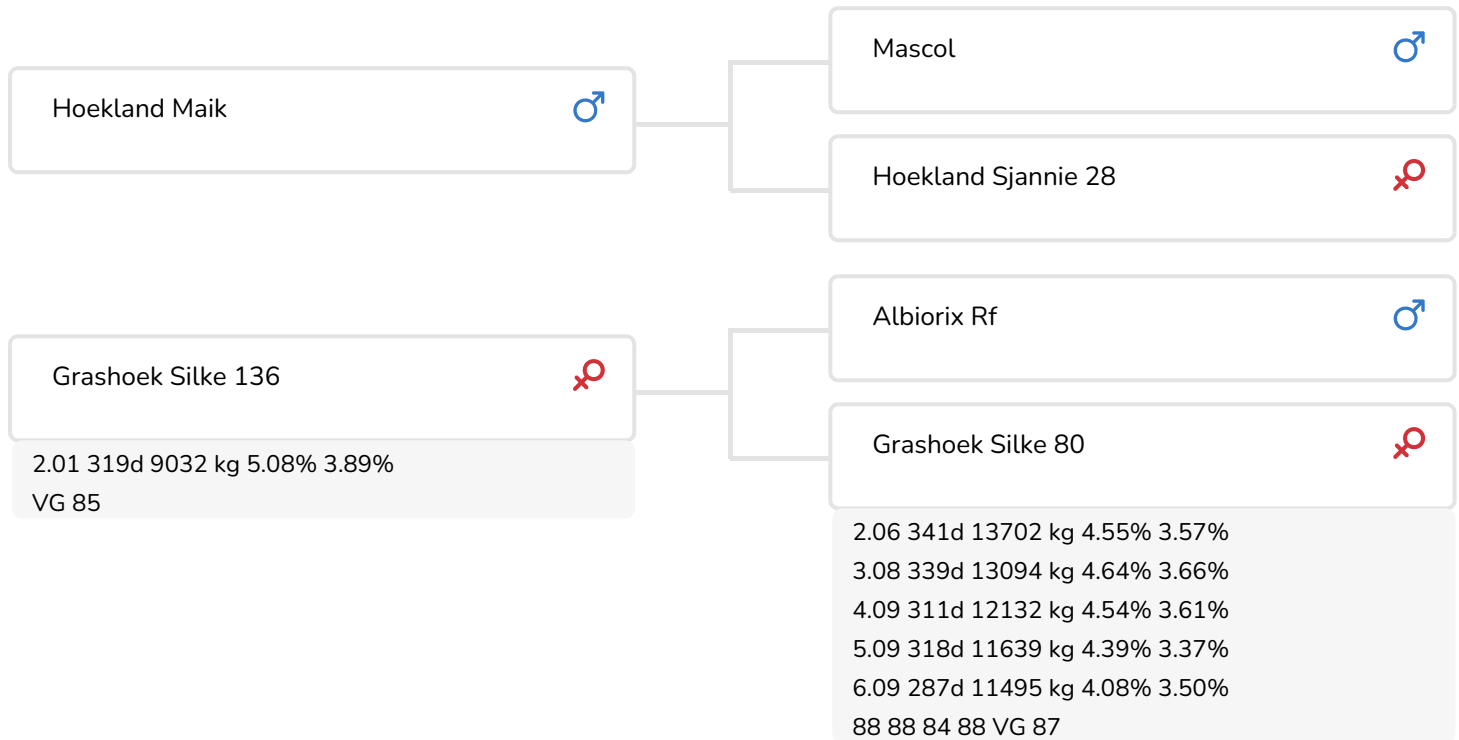 Hoekland Maik
Mascol
Hoekland Sjannie 28
Grashoek Silke 136
2.01 319d 9032 kg 5.08% 3.89%
VG 85
Albiorix Rf
Grashoek Silke 80
2.06 341d 13702 kg 4.55% 3.57%
3.08 339d 13094 kg 4.64% 3.66%
4.09 311d 12132 kg 4.54% 3.61%
5.09 318d 11639 kg 4.39% 3.37%
6.09 287d 11495 kg 4.08% 3.50%
88 88 84 88 VG 87